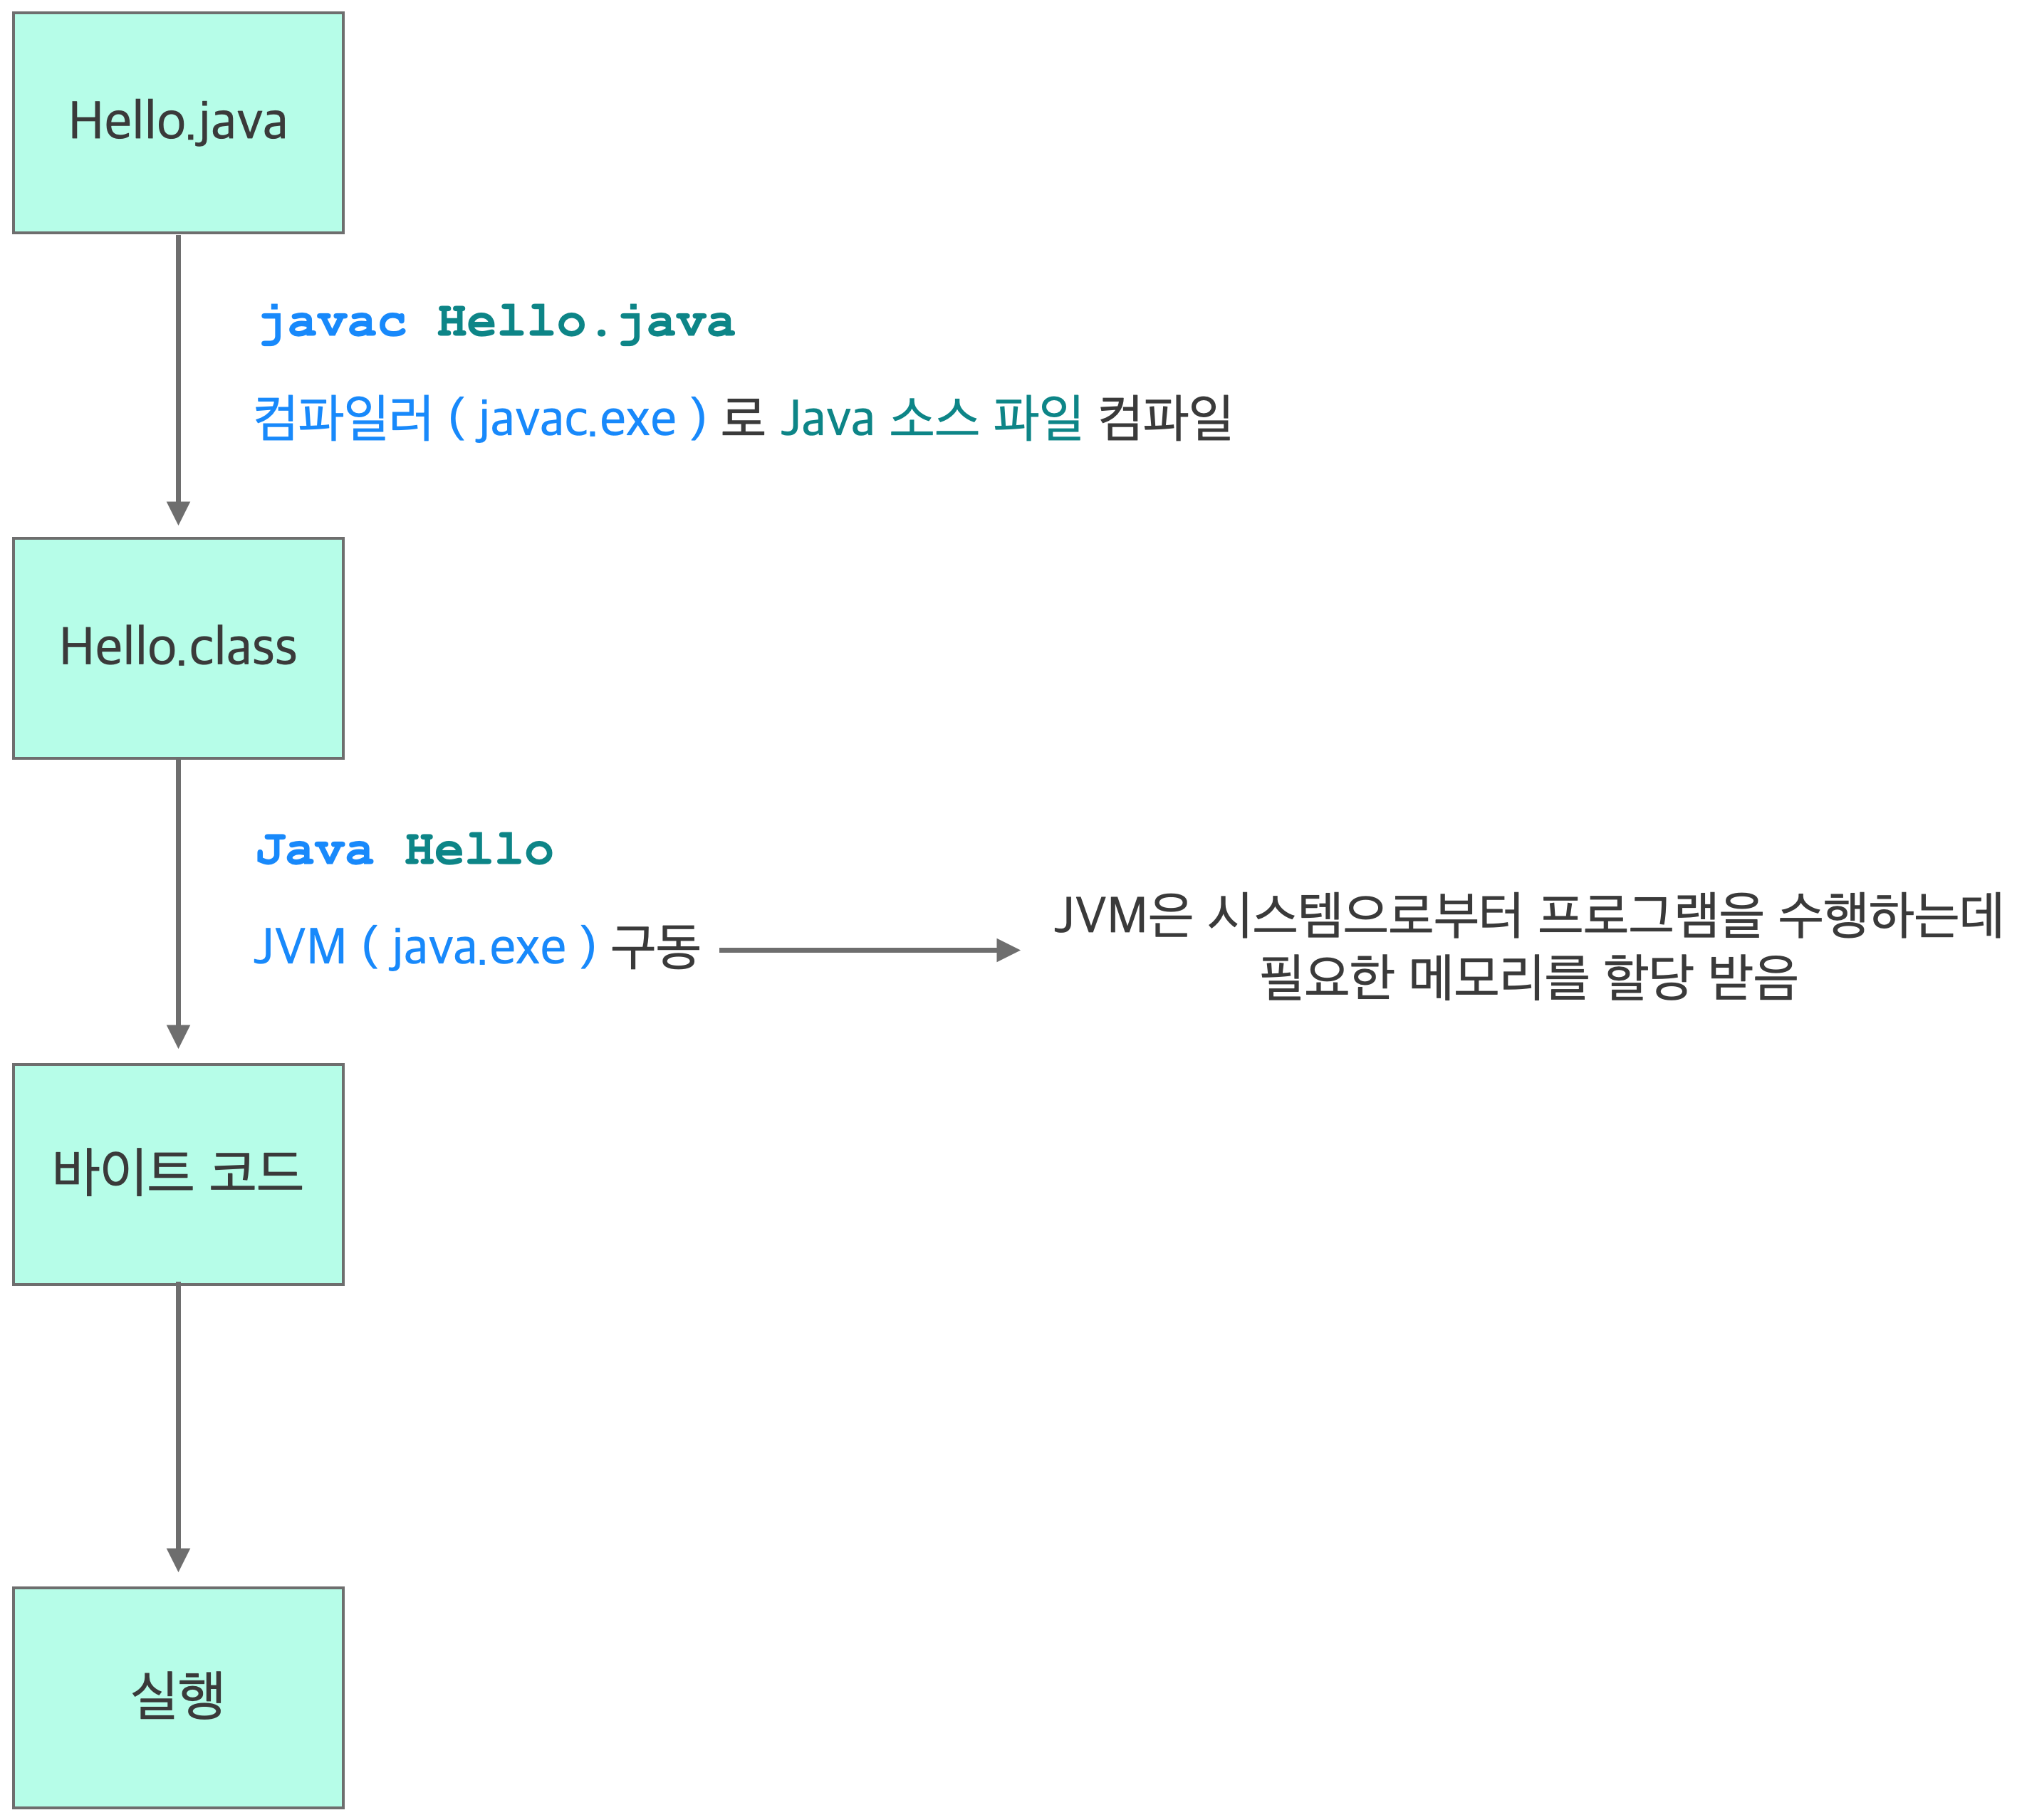 Hello.java
javac Hello.java
컴파일러(javac.exe)로 Java 소스 파일 컴파일
Hello.class
Java Hello
JVM(java.exe)구동
JVM은 시스템으로부터 프로그램을 수행하는데
필요한 메모리를 할당 받음
바이트 코드
실행